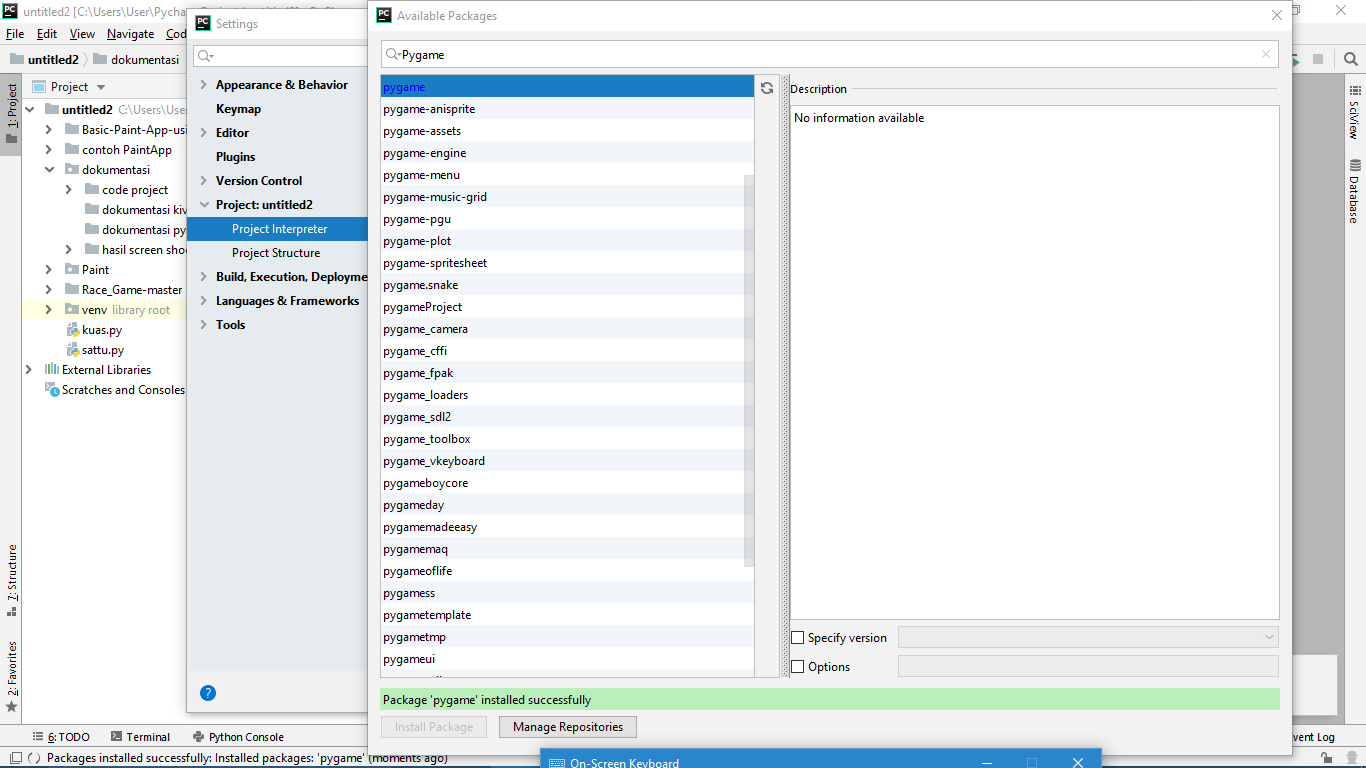 untitled2 [C:\Users\User\Pycha
File Edit View Navigate Cod
untitled2 dokumentasi
1: Project
Project
untitled2 C:\Users\User
Basic-Paint-App-usi
contoh PaintApp
dokumentasi
code project
dokumentasi kiv
dokumentasi py
hasil screen shoo
Paint
Race_Game-master
venv library root
kuas.py
sattu.py
External Libraries
Scratches and Consoles
7: Structure
2: Favorites
Settings
Appearance & Behavior
Keymap
Editor
Plugins
Version Control
Project: untitled2
Project Interpreter
Project Structure
Build, Execution, Deployme
Languages & Frameworks
Tools
?
Available Packages
Pygame
pygame
pygame-anisprite
pygame-assets
pygame-engine
pygame-menu
pygame-music-grid
pygame-pgu
pygame-plot
pygame-spritesheet
pygame.snake
pygameProject
pygame_camera
pygame_cffi
pygame_fpak
pygame_loaders
pygame_sdl2
pygame_toolbox
pygame_vkeyboard
pygameboycore
pygameday
pygamemadeeasy
pygamemaq
pygameoflife
pygamess
pygametemplate
pygametmp
pygameui
Description
No information available
Specify version
Options
Package 'pygame' installed successfully
Install Package
Manage Repositories
SciView
Database
6: TODO Terminal Python Console
vent Log
Packages installed successfully: Installed packages: 'pygame' (moments ago)
On-Screen Keyboard